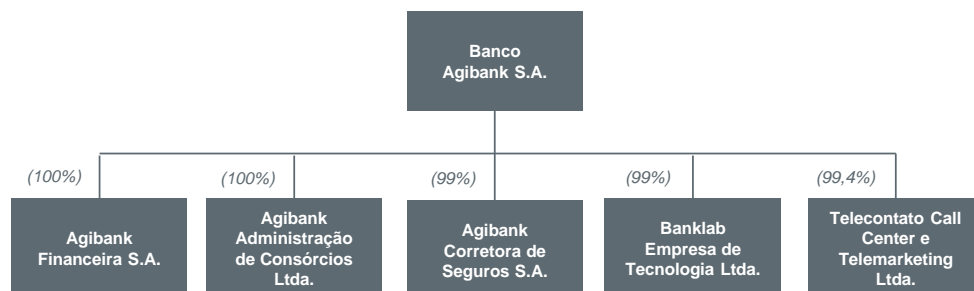 Banco
Agibank S.A.
(100%)
(100%)
(99%)
(99%)
(99,4%)
Agibank
Financeira S.A.
Agibank
Administração
de Consórcios
Ltda.
Agibank
Corretora de
Seguros S.A.
Banklab
Empresa de
Tecnologia Ltda.
Telecontato Call
Center e
Telemarketing
Ltda.